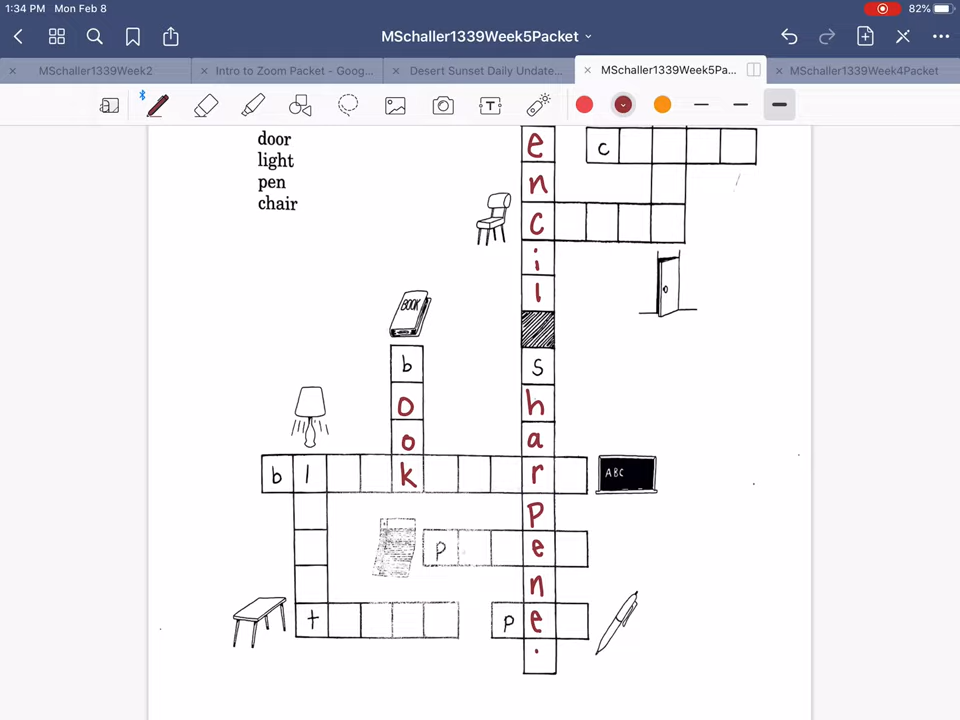 1:34 PM Mon Feb 8
82%
MSchaller1339Week5Packet
MSchaller1339Week2
Intro to Zoom Packet - Goog...
Desert Sunset Daily Undate...
MSchaller1339Week5Pa...
MSchaller1339Week4Packet
T
door
light
pen
chair
e
c
n
c
i
l
BOOK
b
s
o
h
o
a
b l k r
ABC
p
p e
n
t
p e